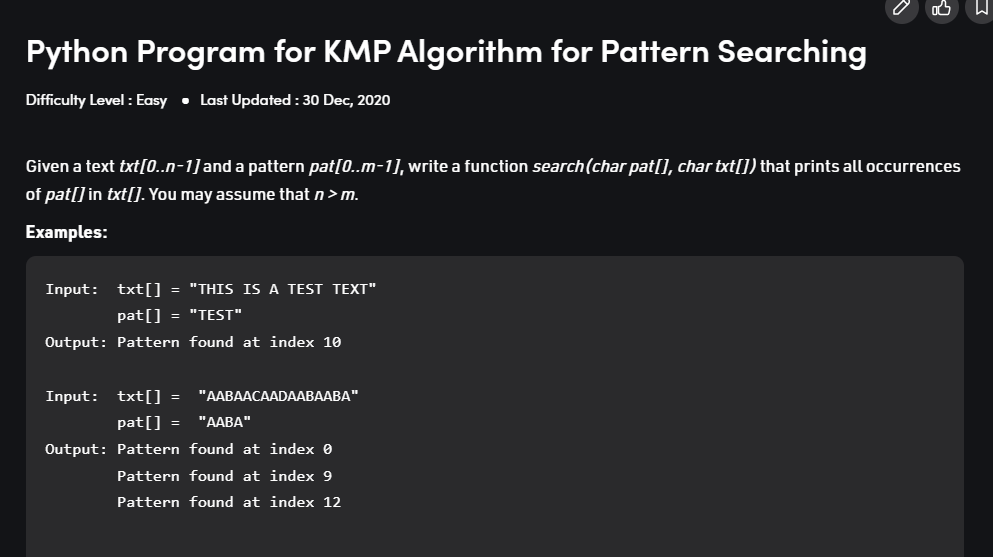 Python Program for KMP Algorithm for Pattern Searching
Difficulty Level : Easy • Last Updated : 30 Dec, 2020
Given a text txt[0..n-1] and a pattern pat[0..m-1], write a function search(char pat[], char txt[]) that prints all occurrences
of pat[] in txt[]. You may assume that n > m.
Examples:
Input:  txt[] = "THIS IS A TEST TEXT"
        pat[] = "TEST"
Output: Pattern found at index 10
Input:  txt[] =  "AABAACAADAABAABA"
        pat[] =  "AABA"
Output: Pattern found at index 0
        Pattern found at index 9
        Pattern found at index 12